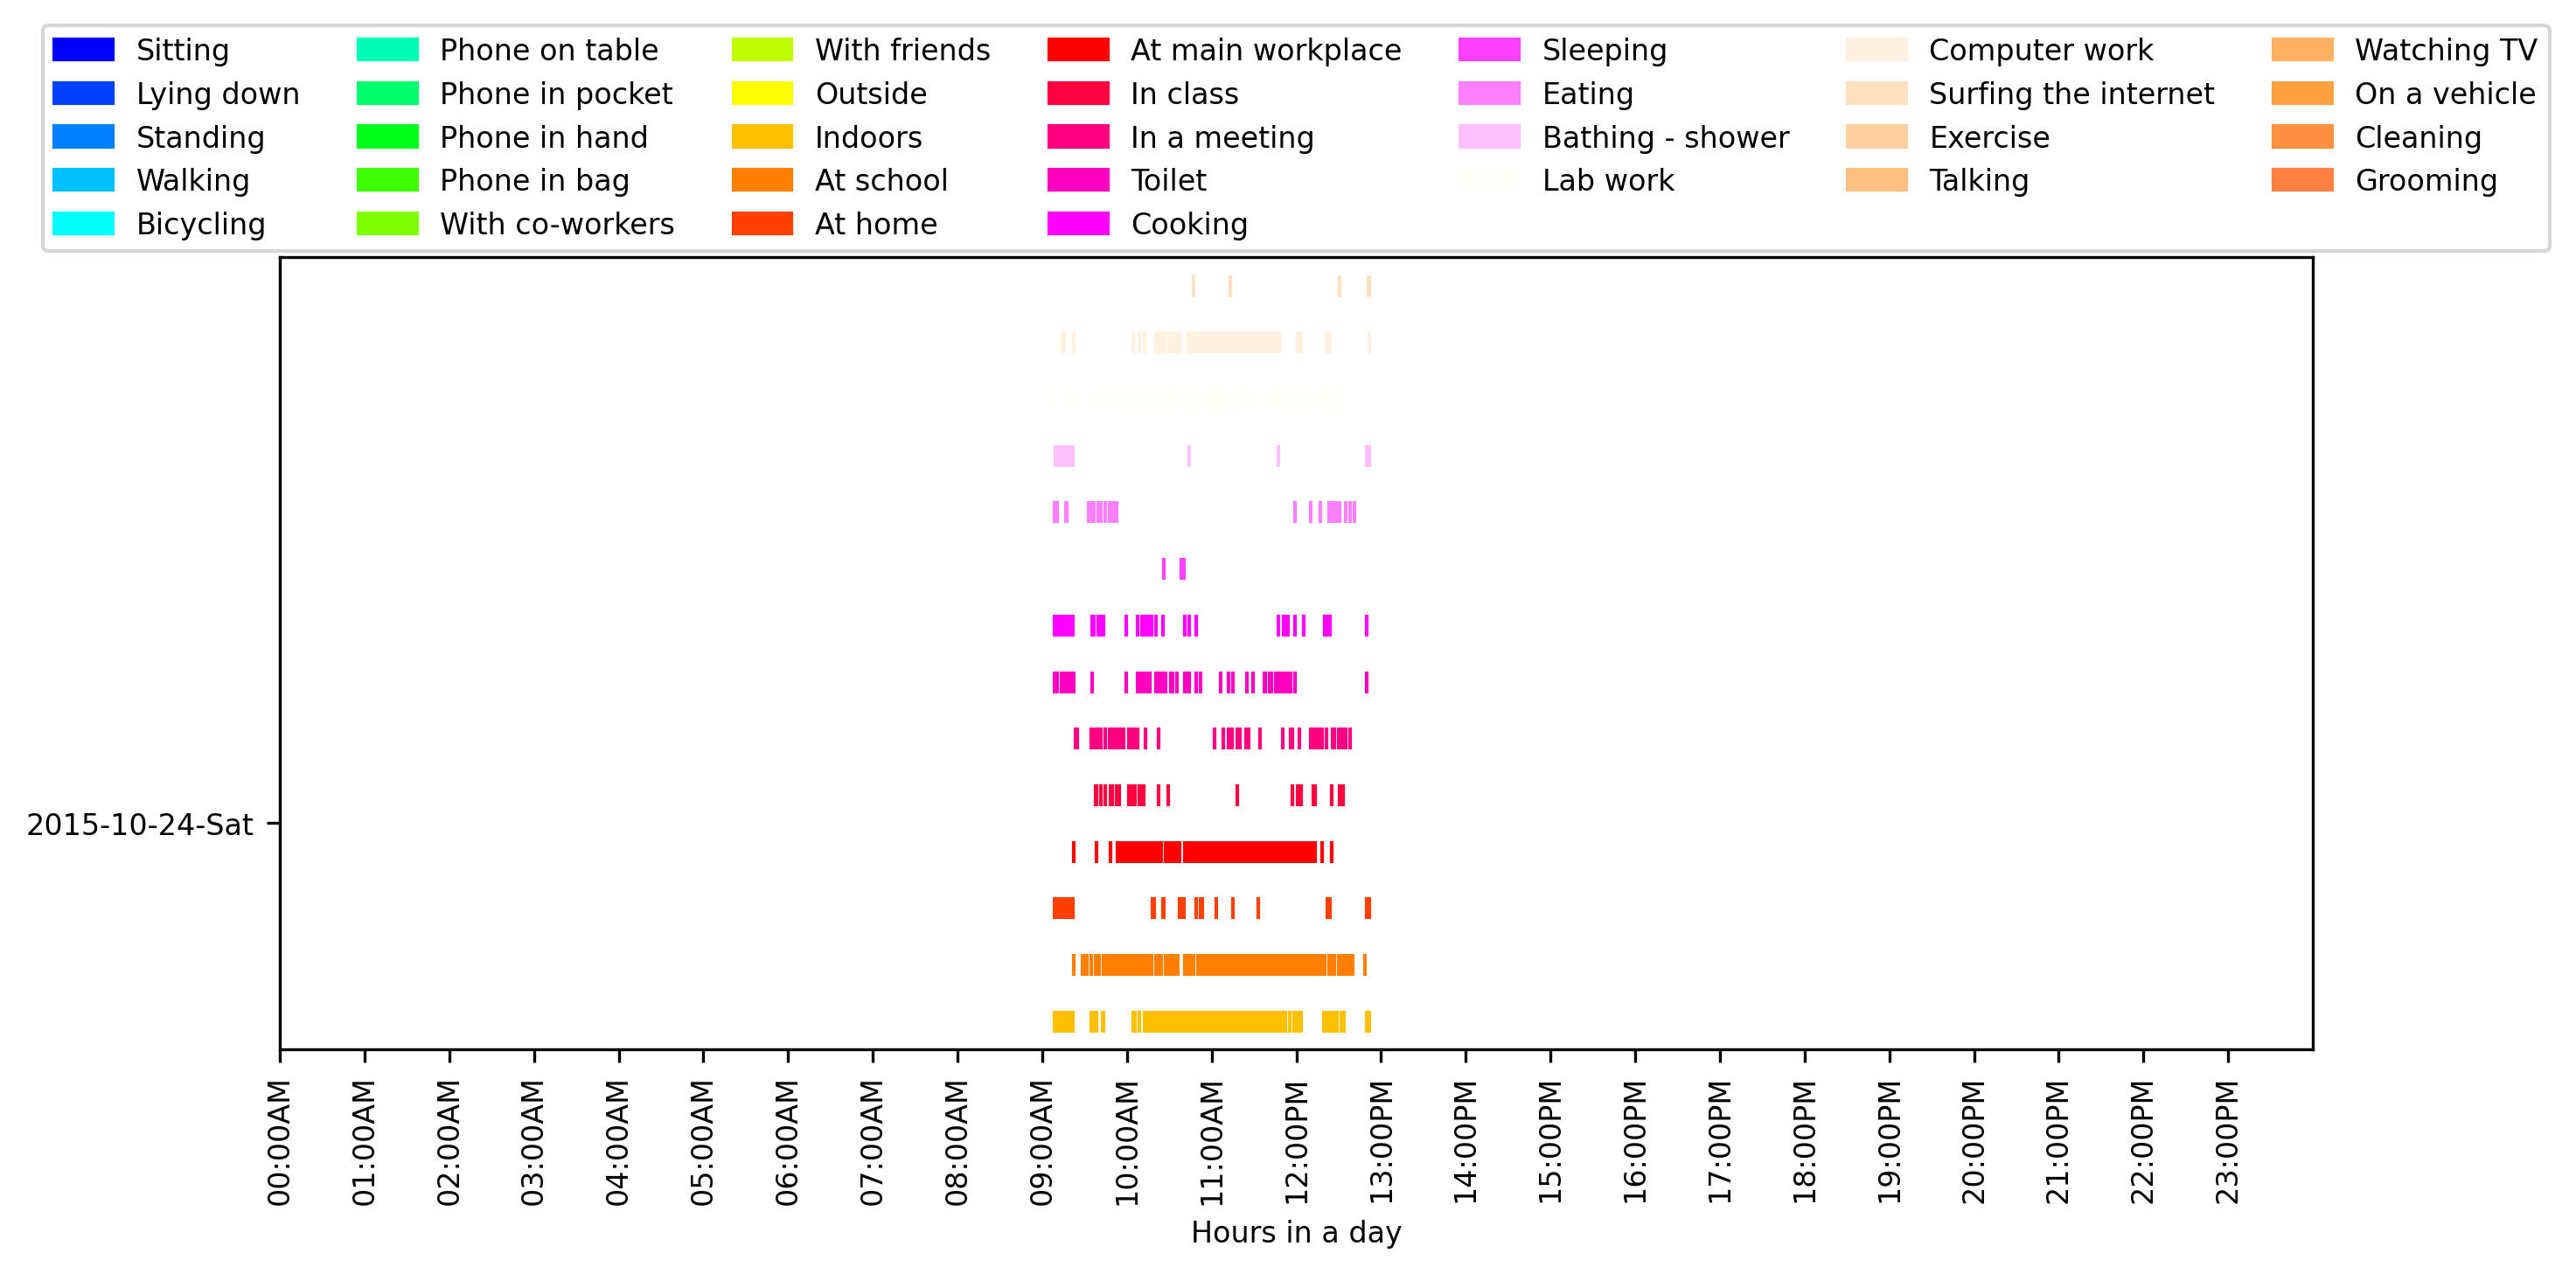 Sitting
Lying down
Standing
Walking
Bicycling
Phone on table
Phone in pocket
Phone in hand
Phone in bag
With co-workers
With friends
Outside
Indoors
At school
At home
At main workplace
In class
In a meeting
Toilet
Cooking
Sleeping
Eating
Bathing - shower
Lab work
Computer work
Surfing the internet
Exercise
Talking
Watching TV
On a vehicle
Cleaning
Grooming
2015-10-24-Sat
00:00AM
01:00AM
02:00AM
03:00AM
04:00AM
05:00AM
06:00AM
07:00AM
08:00AM
09:00AM
10:00AM
11:00AM
12:00PM
13:00PM
14:00PM
15:00PM
16:00PM
17:00PM
18:00PM
19:00PM
20:00PM
21:00PM
22:00PM
23:00PM
Hours in a day